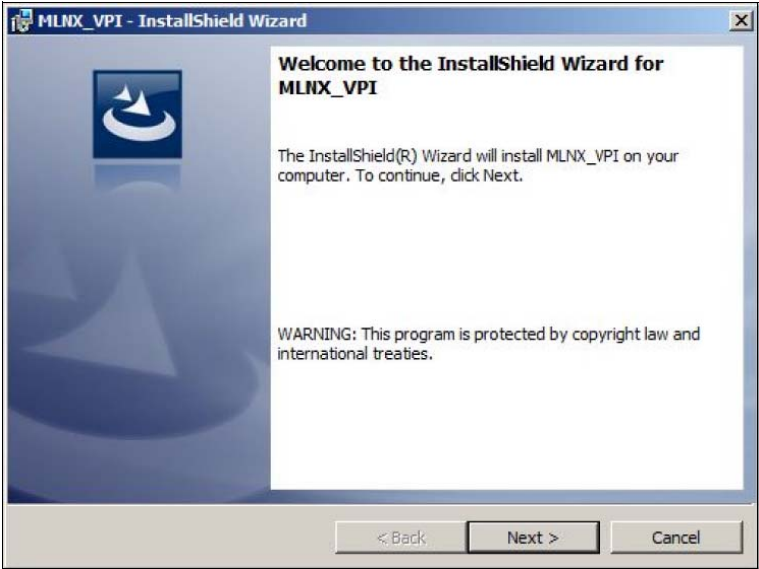 MLNX_VPI - InstallShield Wizard
Welcome to the InstallShield Wizard for
MLNX_VPI
The InstallShield(R) Wizard will install MLNX_VPI on your
computer. To continue, click Next.
WARNING: This program is protected by copyright law and
international treaties.
< Back
Next >
Cancel